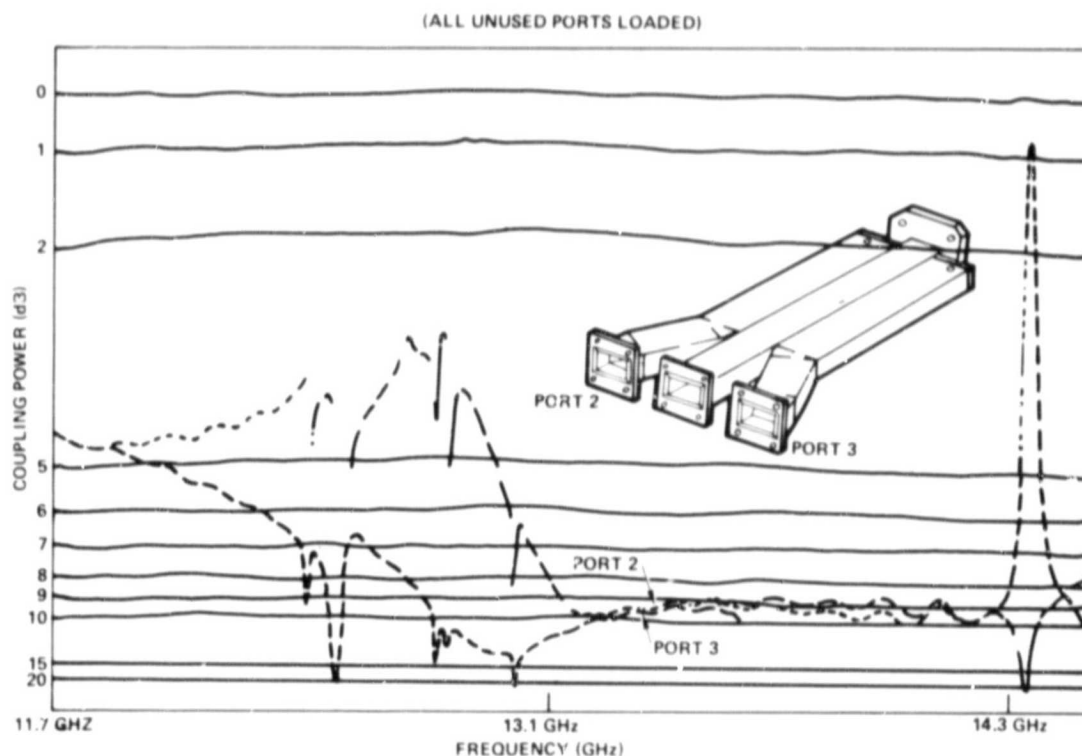 (ALL UNUSED PORTS LOADED)
0
1
2
5
6
7
8
9
10
15
20
COUPLING POWER (d3)
PORT 2
PORT 3
PORT 2
PORT 3
11.7 GHZ
13.1 GHz
14.3 GHz
FREQUENCY (GHz)